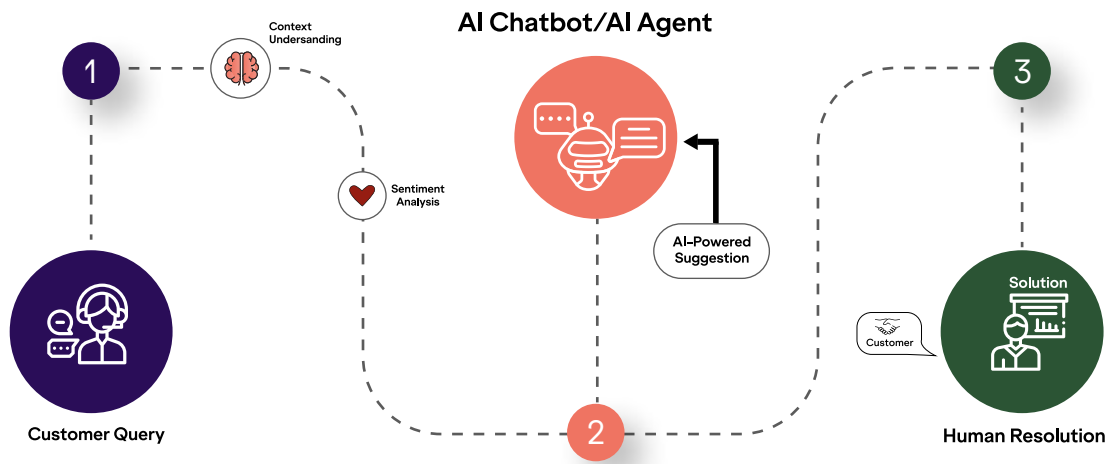 AI Chatbot/AI Agent
Context
Undersanding
1
3
Sentiment
Analysis
AI-Powered
Suggestion
Solution
Customer
2
Customer Query
Human Resolution